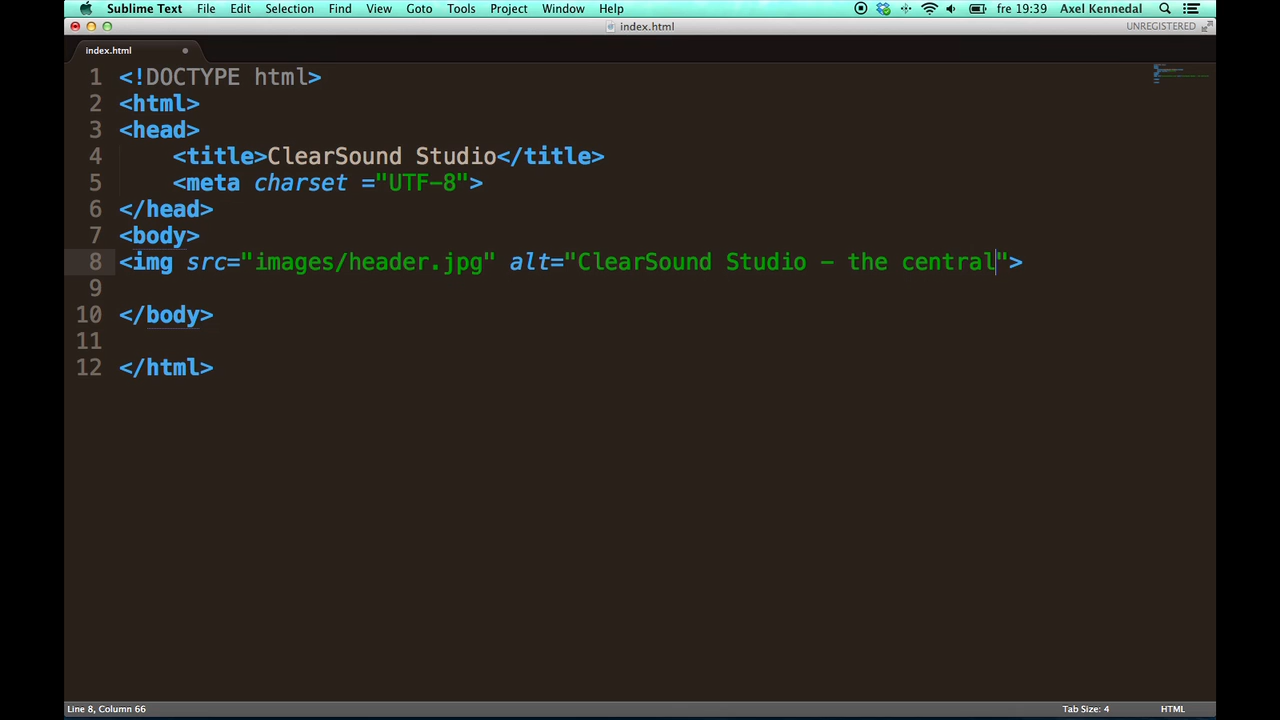 Sublime Text File Edit Selection Find View Goto Tools Project Window Help fre 19:39 Axel Kennedal
index.html
UNREGISTERED
index.html
1 <!DOCTYPE html>
2 <html>
3 <head>
4 <title>ClearSound Studio</title>
5 <meta charset ="UTF-8">
6 </head>
7 <body>
8 <img src="images/header.jpg" alt="ClearSound Studio - the central">
9
10 </body>
11
12 </html>
Line 8, Column 66 Tab Size: 4 HTML